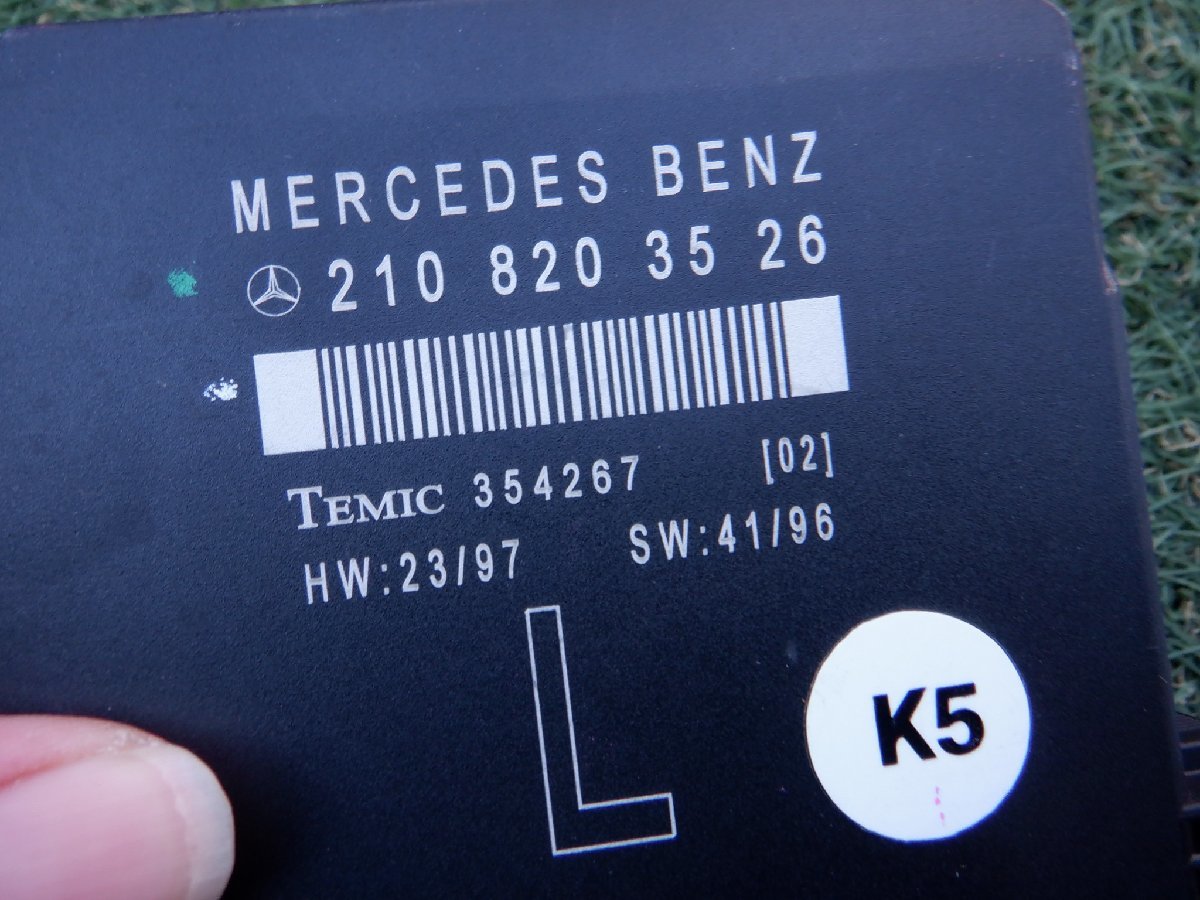 MERCEDES BENZ
210 820 35 26
TEMIC 354267 [02]
HW:23/97 SW:41/96
L
K5